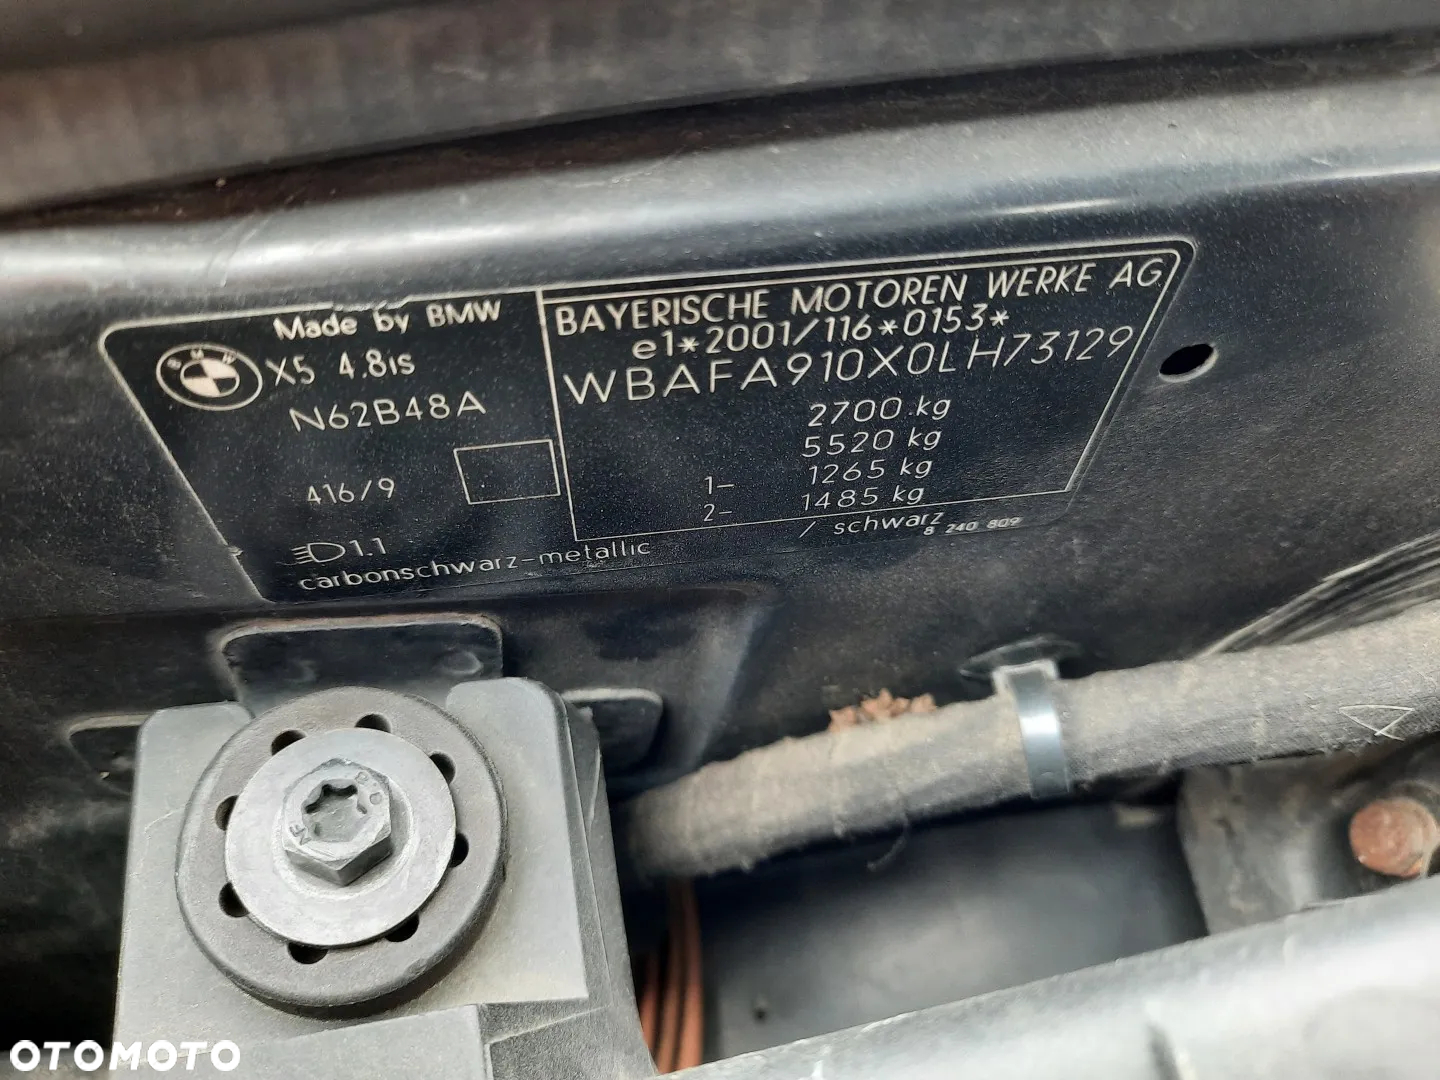 Made by BMW
BMW
X5 4.8is
N62B48A
416/9
1.1
carbonschwarz-metallic
BAYERISCHE MOTOREN WERKE AG
e1*2001/116*0153*
WBAFA910X0LH73129
2700 kg
5520 kg
1- 1265 kg
2- 1485 kg
/ schwarz
8 240 809
OTOMOTO